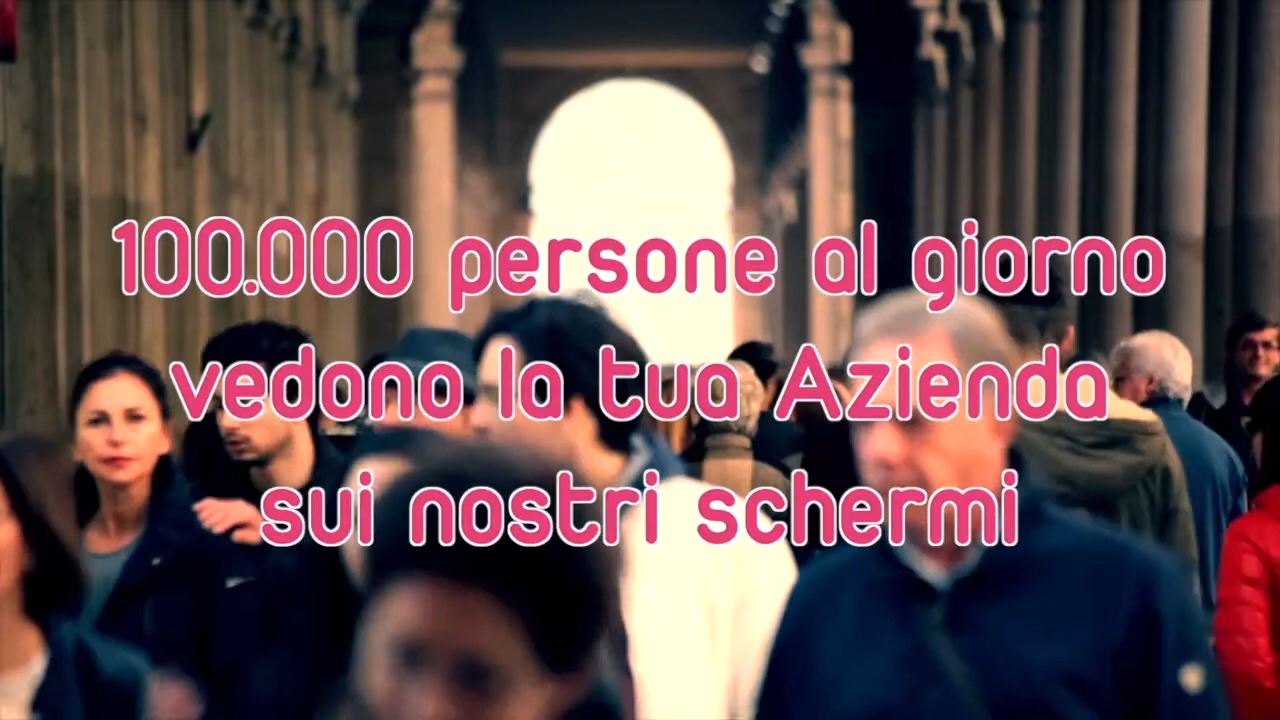 100.000 persone al giorno
vedono la tua Azienda
sui nostri schermi